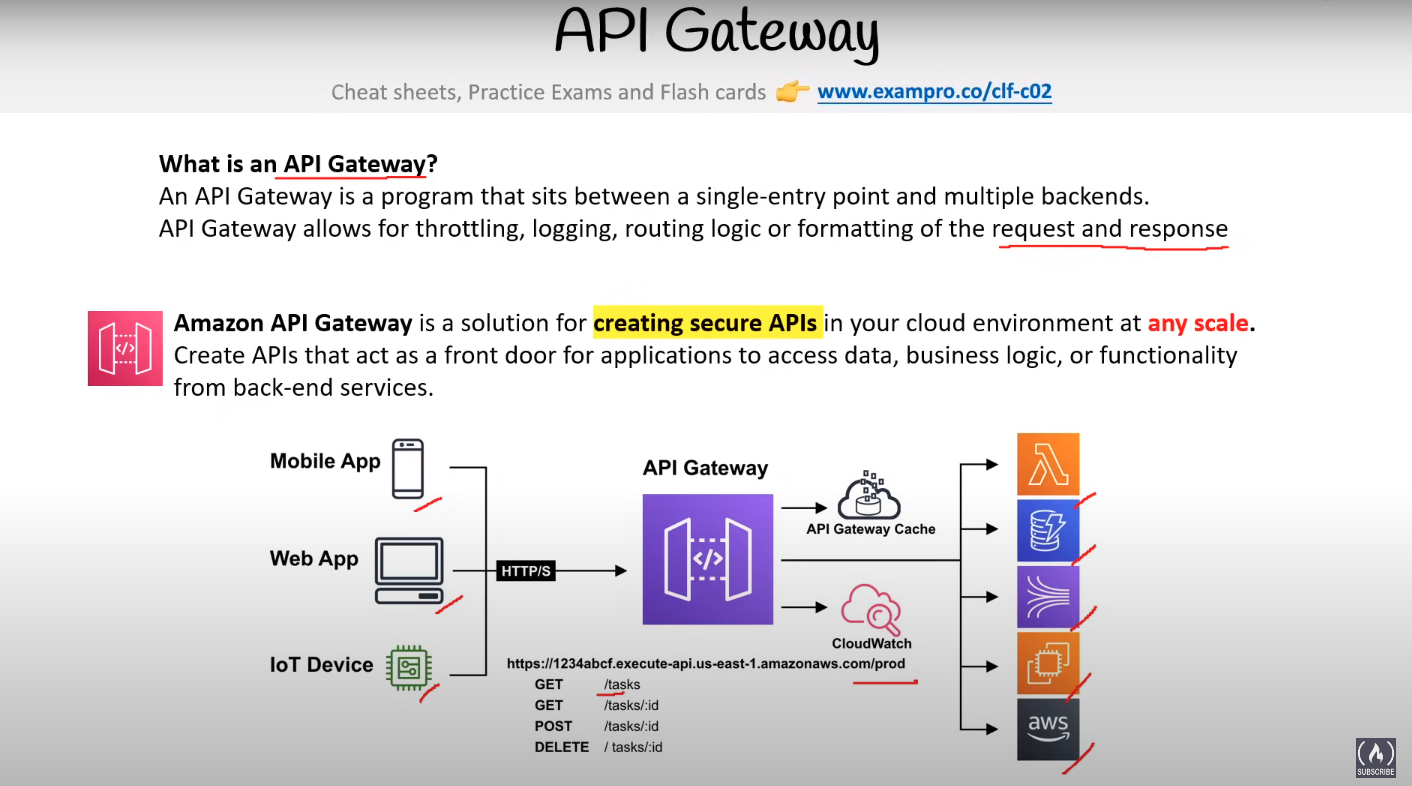 API Gateway
Cheat sheets, Practice Exams and Flash cards 👉 www.exampro.co/clf-c02
What is an API Gateway?
An API Gateway is a program that sits between a single-entry point and multiple backends.
API Gateway allows for throttling, logging, routing logic or formatting of the request and response
Amazon API Gateway is a solution for creating secure APIs in your cloud environment at any scale.
Create APIs that act as a front door for applications to access data, business logic, or functionality
from back-end services.
Mobile App
Web App
IoT Device
HTTP/S
API Gateway
</>
</>
API Gateway Cache
CloudWatch
https://1234abcf.execute-api.us-east-1.amazonaws.com/prod
GET /tasks
GET /tasks/:id
POST /tasks/:id
DELETE / tasks/:id
aws
SUBSCRIBE